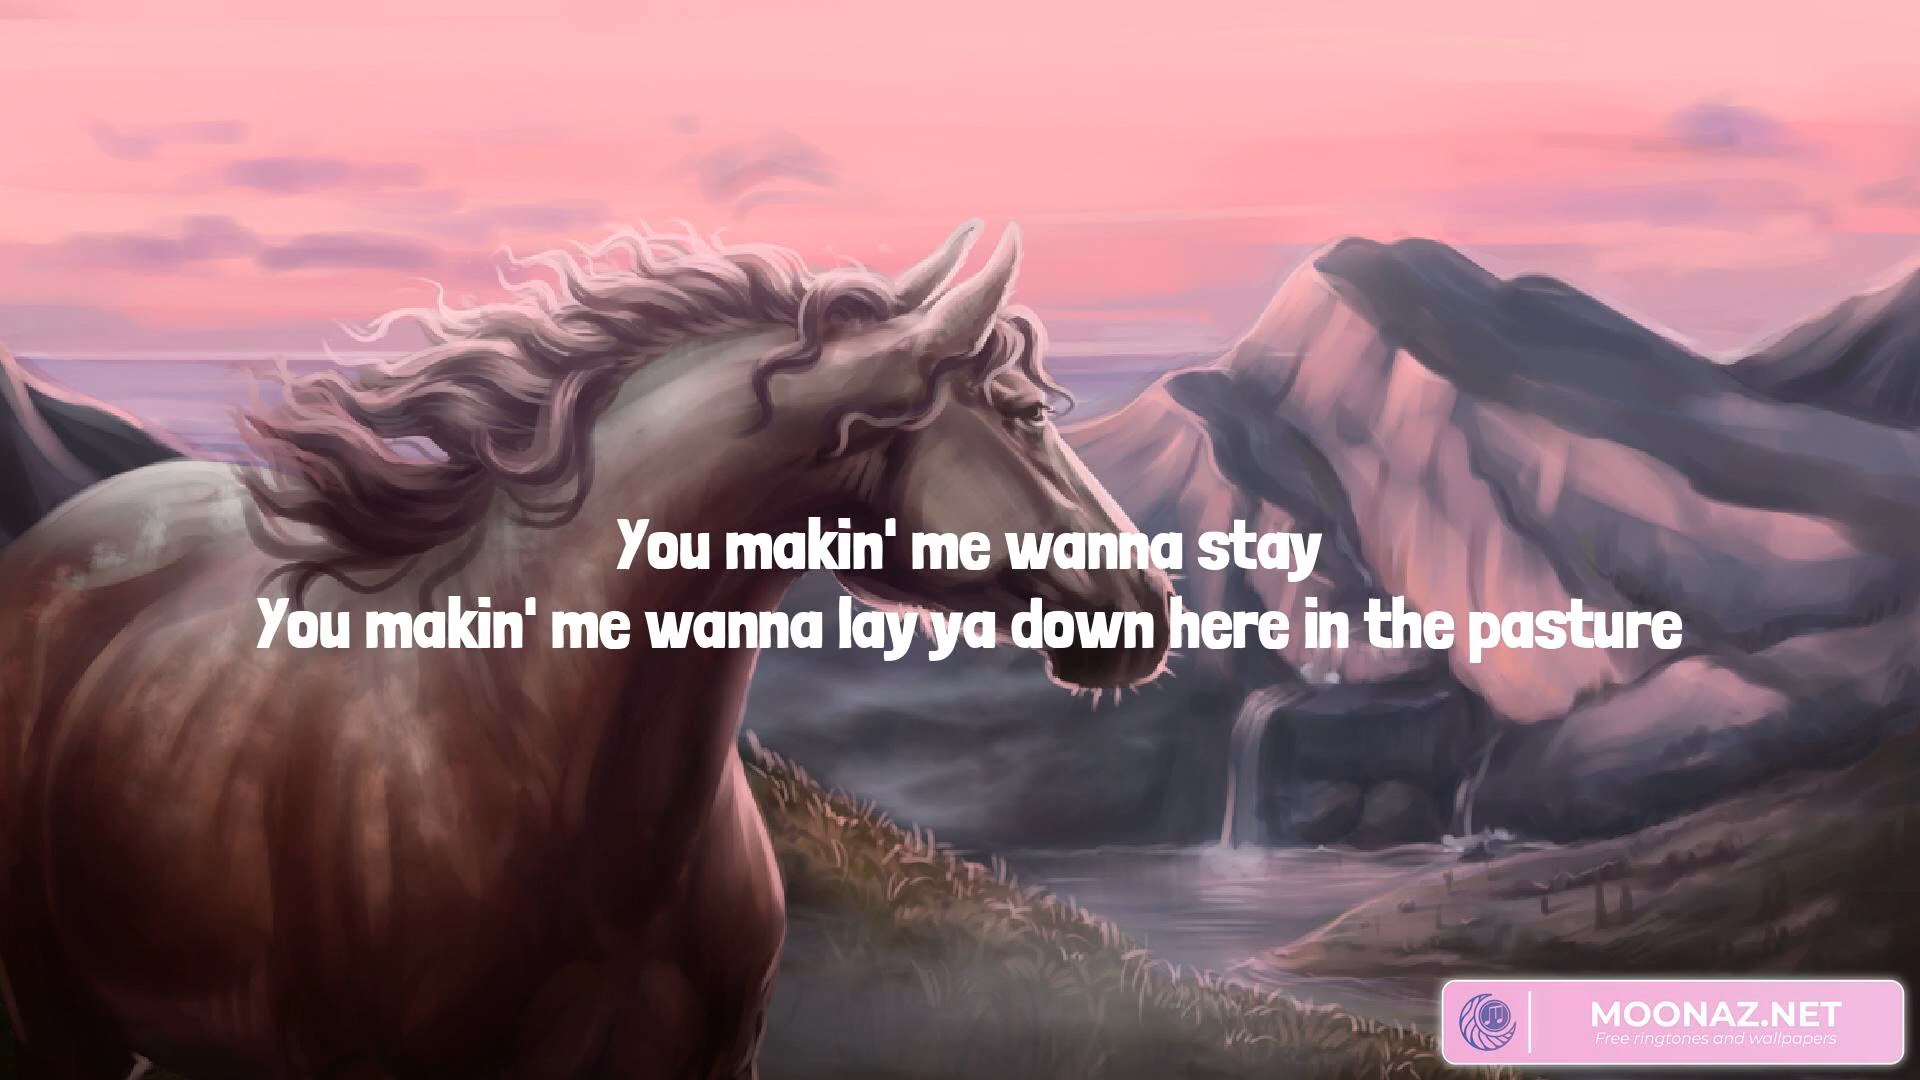 You makin' me wanna stay
You makin' me wanna lay ya down here in the pasture
MOONAZ.NET
Free ringtones and wallpapers